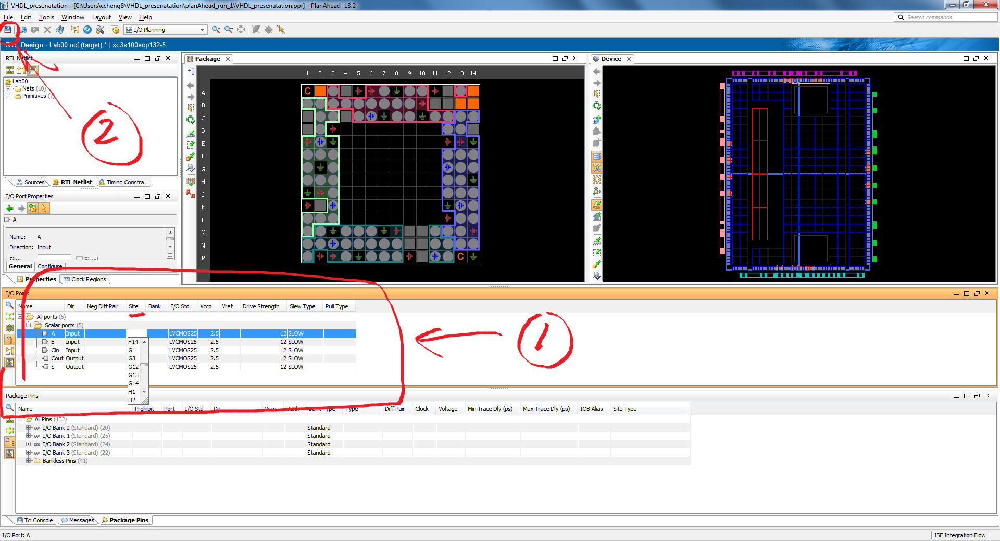 VHDL_presenatation - [C:\Users\ccheng8\VHDL_presenatation\planAhead_run_1\VHDL_presenatation.ppr] - PlanAhead 13.2
File Edit Tools Window Layout View Help
Search commands
I/O Planning
RTL Design - Lab00.ucf (target) * | xc3s100ecp132-5
RTL Netlist
Package
Device
1 2 3 4 5 6 7 8 9 10 11 12 13 14
Lab00
Nets (10)
Primitives (7)
A
B
C
D
E
F
G
H
J
K
L
M
N
P
C
C
2
Sources RTL Netlist Timing Constra..
I/O Port Properties
A
Name: A
Direction: Input
Site: Fixed
General Configure
Properties Clock Regions
I/O Ports
Name Dir Neg Diff Pair Site Bank I/O Std Vcco Vref Drive Strength Slew Type Pull Type
All ports (5)
Scalar ports (5)
A Input LVCMOS25 2.5 12 SLOW
B Input LVCMOS25 2.5 12 SLOW
Cin Input LVCMOS25 2.5 12 SLOW
Cout Output LVCMOS25 2.5 12 SLOW
S Output LVCMOS25 2.5 12 SLOW
F14
G1
G3
G12
G13
G14
H1
H2
1
Package Pins
Name Prohibit Port I/O Std Dir Vcco Bank Bank Type Type Diff Pair Clock Voltage Min Trace Dly (ps) Max Trace Dly (ps) IOB Alias Site Type
All Pins (132)
I/O Bank 0 (Standard) (20) Standard
I/O Bank 1 (Standard) (25) Standard
I/O Bank 2 (Standard) (24) Standard
I/O Bank 3 (Standard) (22) Standard
Bankless Pins (41)
Tcl Console Messages Package Pins
I/O Port: A
ISE Integration Flow